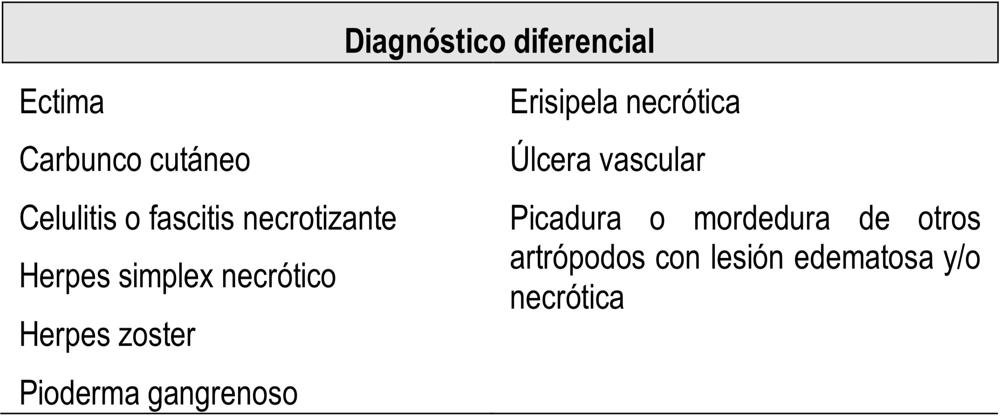 Diagnóstico diferencial
Ectima
Carbunco cutáneo
Celulitis o fascitis necrotizante
Herpes simplex necrótico
Herpes zoster
Pioderma gangrenoso
Erisipela necrótica
Úlcera vascular
Picadura o mordedura de otros
artrópodos con lesión edematosa y/o
necrótica